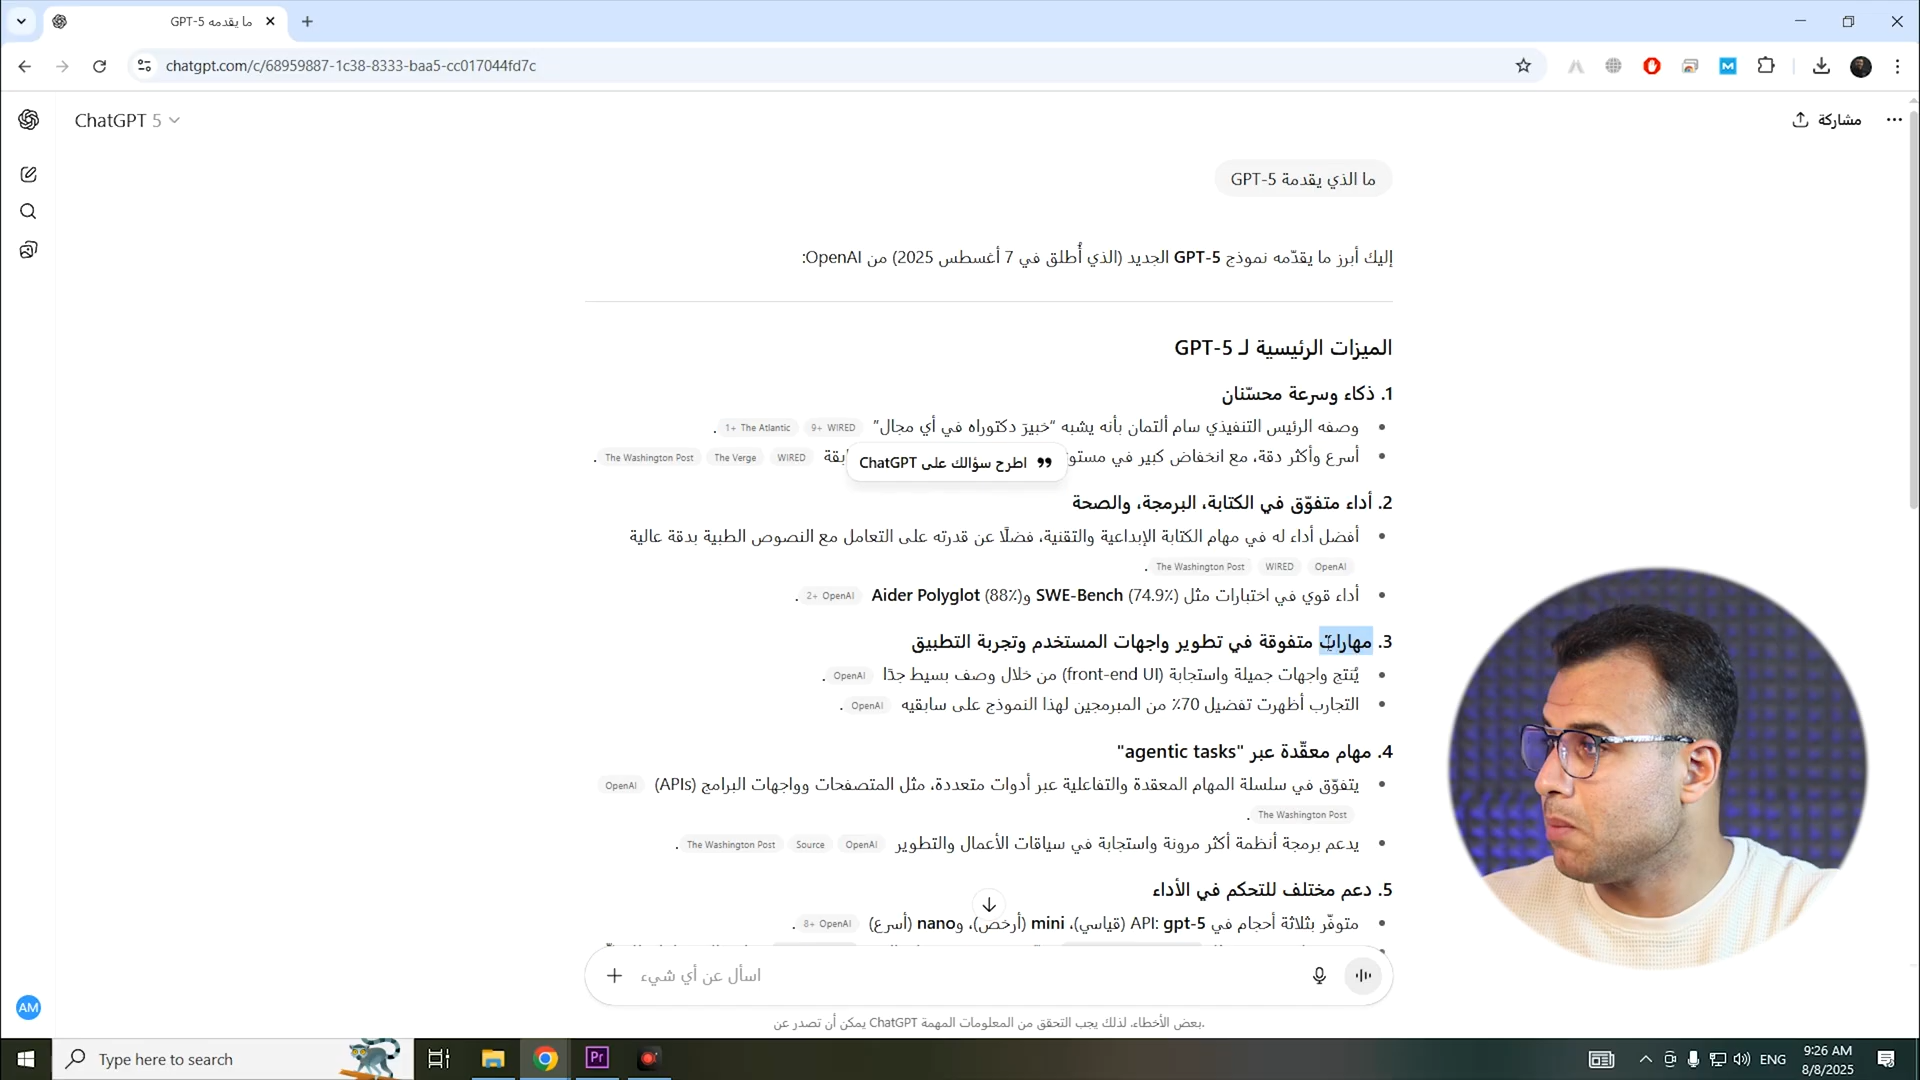 ما يقدمه GPT-5
chatgpt.com/c/68959887-1c38-8333-baa5-cc017044fd7c
ChatGPT 5
مشاركة
ما الذي يقدمة GPT-5
إليك أبرز ما يقدّمه نموذج GPT-5 الجديد (الذي أُطلق في 7 أغسطس 2025) من OpenAI:
الميزات الرئيسية لـ GPT-5
1. ذكاء وسرعة محسّنان
وصفه الرئيس التنفيذي سام ألتمان بأنه يشبه "خبيرَ دكتوراه في أي مجال" WIRED +9 The Atlantic +1 .
أسرع وأكثر دقة، مع انخفاض كبير في مستو ابقة WIRED The Verge The Washington Post .
اطرح سؤالك على ChatGPT
2. أداء متفوّق في الكتابة، البرمجة، والصحة
أفضل أداء له في مهام الكتابة الإبداعية والتقنية، فضلًا عن قدرته على التعامل مع النصوص الطبية بدقة عالية
OpenAI WIRED The Washington Post .
أداء قوي في اختبارات مثل SWE-Bench (74.9٪) و Aider Polyglot (88٪) OpenAI +2 .
3. مهارات متفوقة في تطوير واجهات المستخدم وتجربة التطبيق
يُنتج واجهات جميلة واستجابة (front-end UI) من خلال وصف بسيط جدًا OpenAI .
التجارب أظهرت تفضيل 70٪ من المبرمجين لهذا النموذج على سابقيه OpenAI .
4. مهام معقّدة عبر "agentic tasks"
يتفوّق في سلسلة المهام المعقدة والتفاعلية عبر أدوات متعددة، مثل المتصفحات وواجهات البرامج (APIs) OpenAI
The Washington Post .
يدعم برمجة أنظمة أكثر مرونة واستجابة في سياقات الأعمال والتطوير OpenAI Source The Washington Post .
5. دعم مختلف للتحكم في الأداء
متوفّر بثلاثة أحجام في API: gpt-5 (قياسي)، mini (أرخص)، وnano (أسرع) OpenAI +8 .
اسأل عن أي شيء
يمكن أن تصدر عن ChatGPT بعض الأخطاء. لذلك يجب التحقق من المعلومات المهمة.
AM
Type here to search
Pr
ENG
9:26 AM
8/8/2025